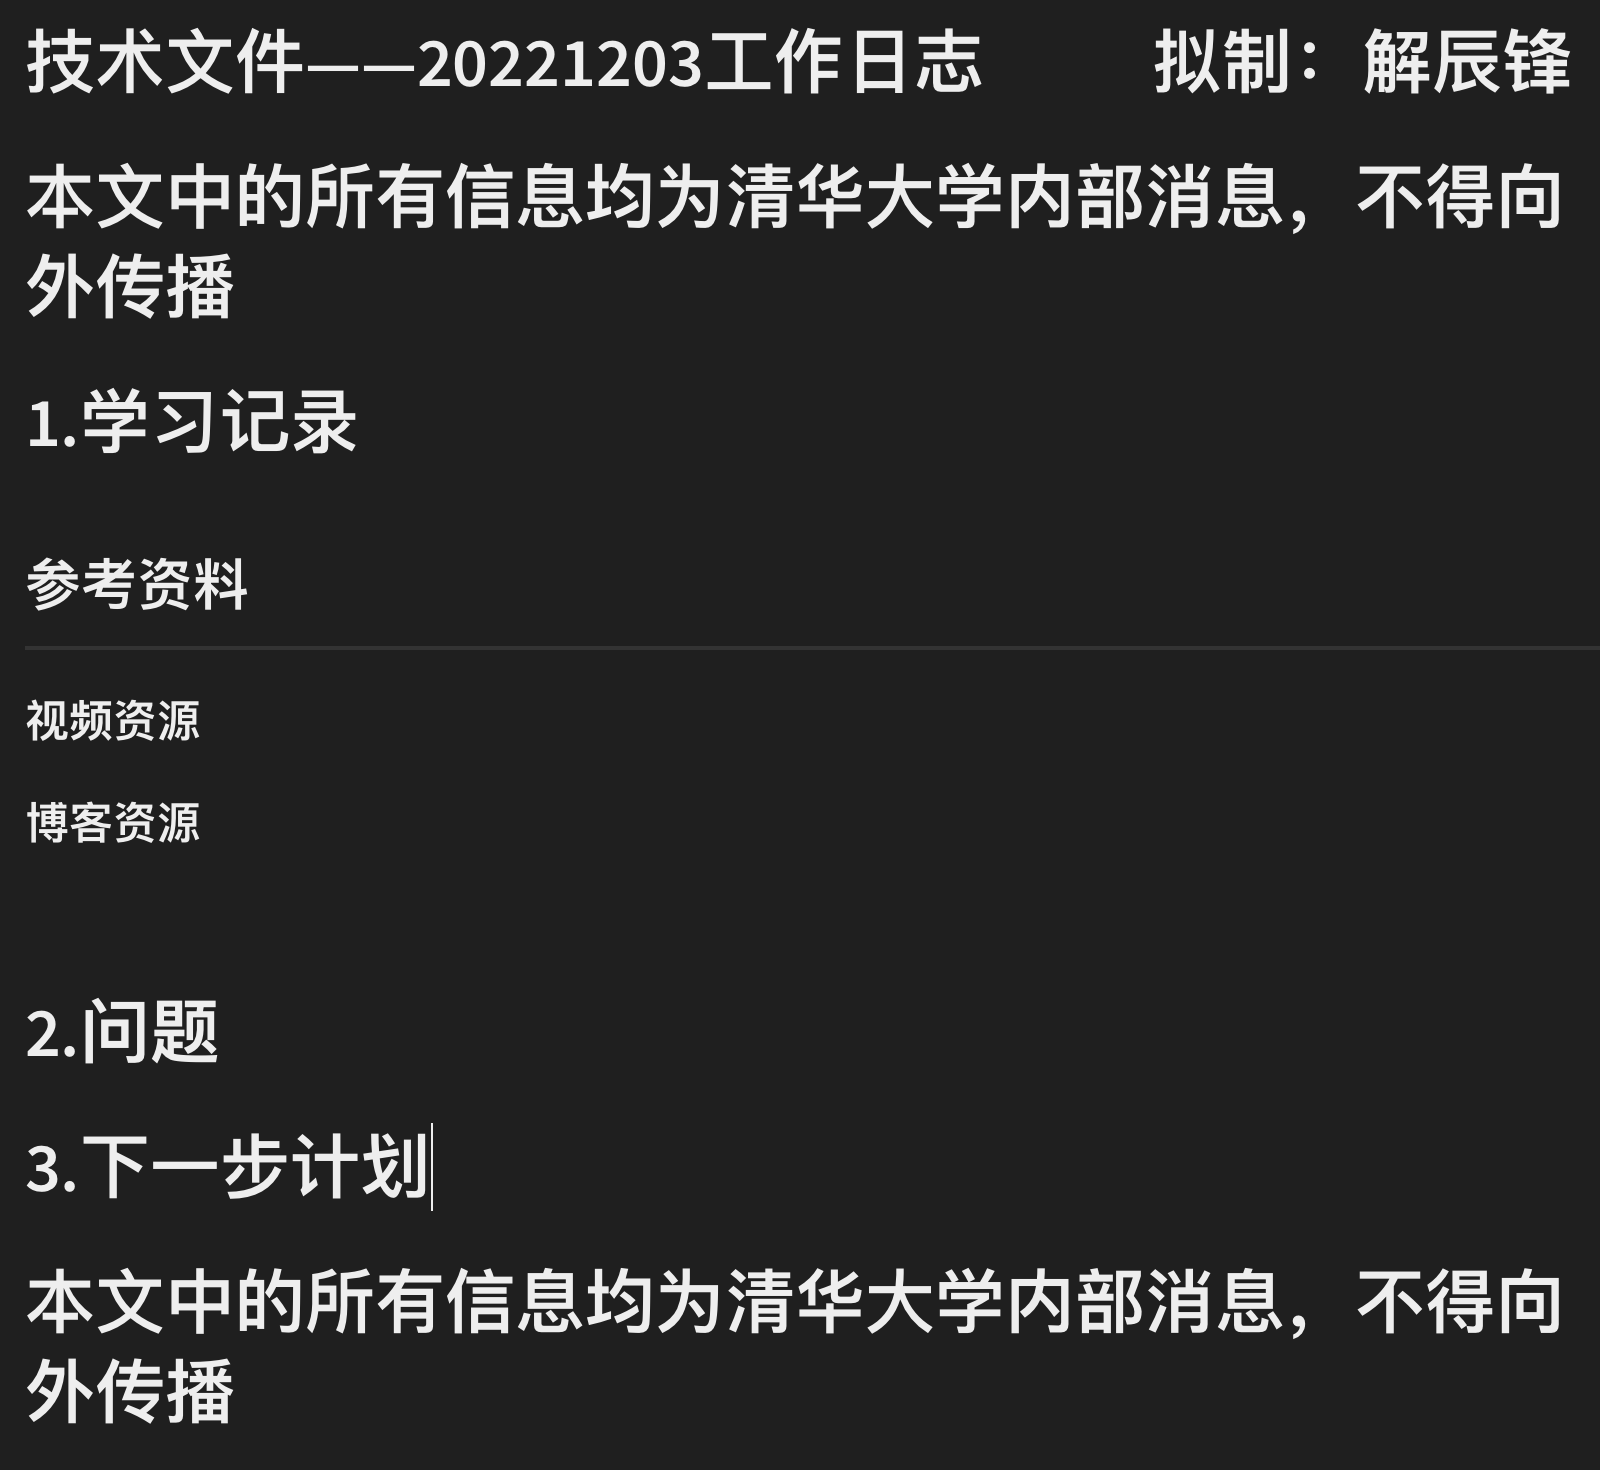 技术文件——20221203工作日志 拟制：解辰锋
本文中的所有信息均为清华大学内部消息，不得向
外传播
1.学习记录
参考资料
视频资源
博客资源
2.问题
3.下一步计划
本文中的所有信息均为清华大学内部消息，不得向
外传播